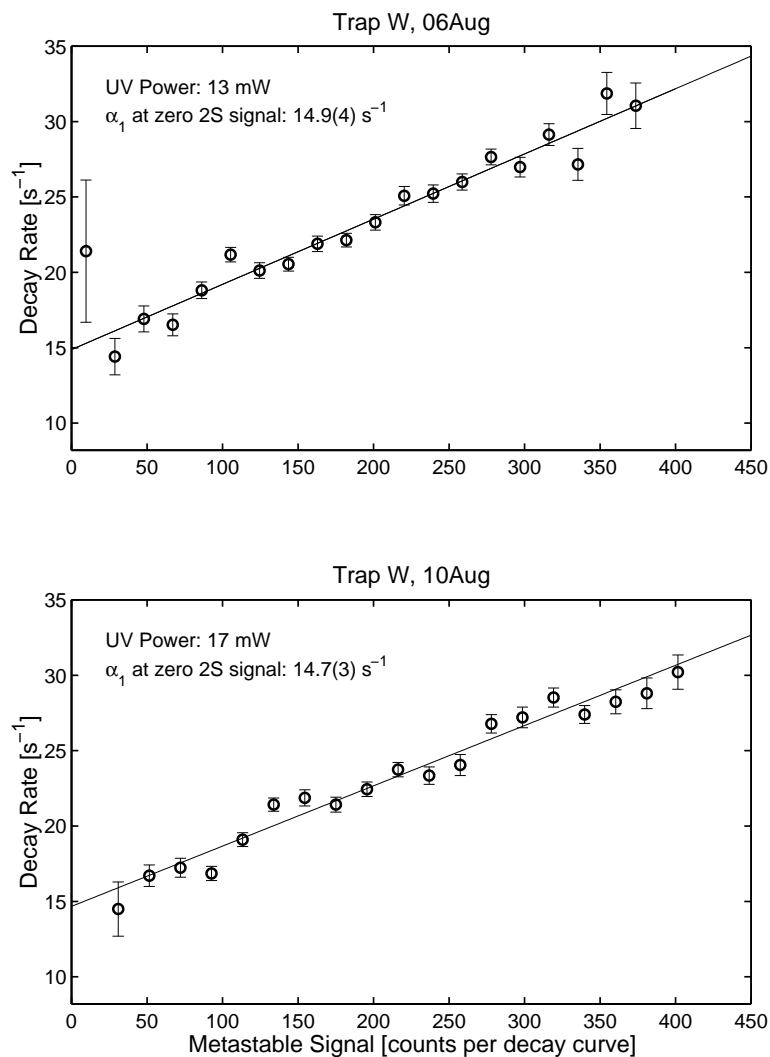 Trap W, 06Aug
35
30
25
20
15
10
Decay Rate [s⁻¹]
UV Power: 13 mW
α₁ at zero 2S signal: 14.9(4) s⁻¹
0 50 100 150 200 250 300 350 400 450
Trap W, 10Aug
35
30
25
20
15
10
Decay Rate [s⁻¹]
UV Power: 17 mW
α₁ at zero 2S signal: 14.7(3) s⁻¹
0 50 100 150 200 250 300 350 400 450
Metastable Signal [counts per decay curve]